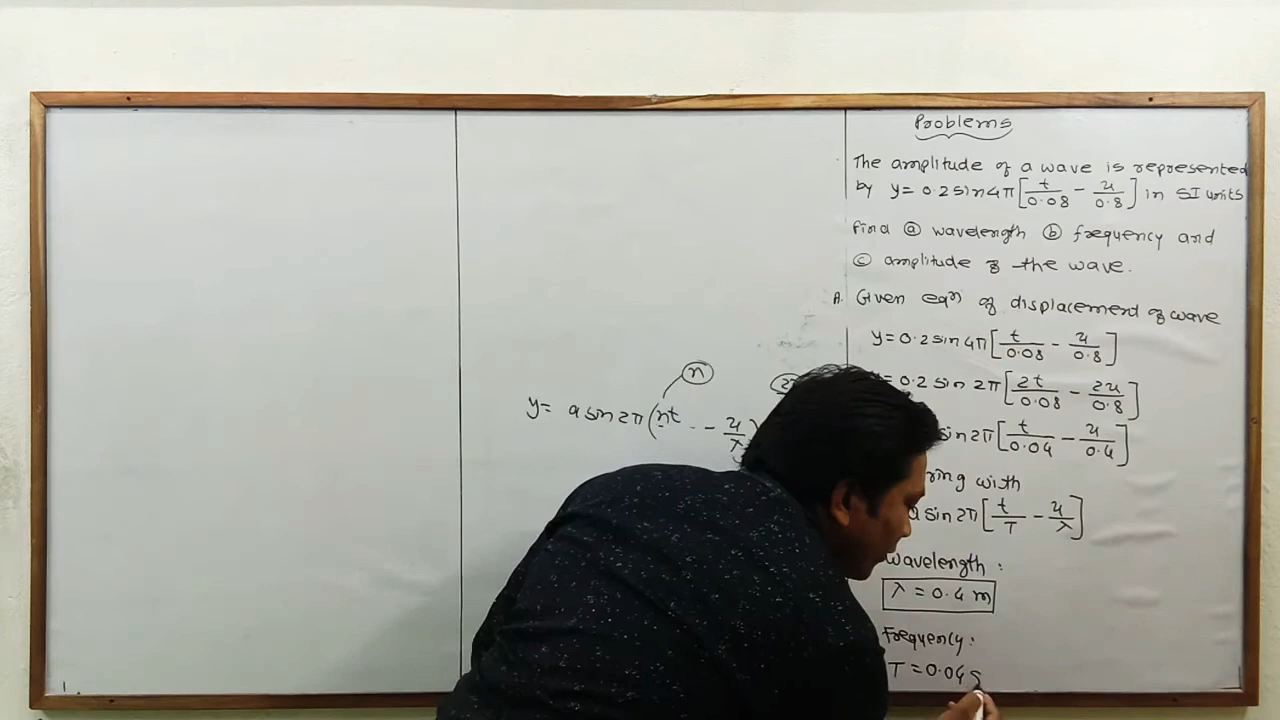 y= a sin 2π (nt - x/λ)
n
Problems
The amplitude of a wave is represented
by y= 0.2 sin 4π [t/0.08 - x/0.8] in SI units
Find ⓐ wavelength ⓑ frequency and
ⓒ amplitude of the wave.
A. Given eqn of displacement of wave
y= 0.2 sin 4π [t/0.08 - x/0.8]
= 0.2 sin 2π [2t/0.08 - 2x/0.8]
sin 2π [t/0.04 - x/0.4]
ring with
a sin 2π [t/T - x/λ]
Wavelength :
λ = 0.4 m
Frequency :
T = 0.04 s